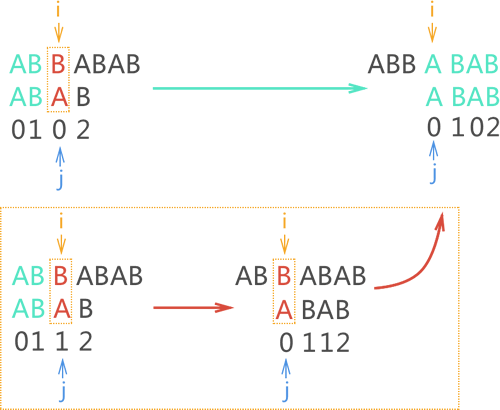 i
i
AB B ABAB
ABB A BAB
AB A B
A BAB
01 0 2
0 102
j
j
i
i
AB B ABAB
AB B ABAB
AB A B
A BAB
01 1 2
0 112
j
j